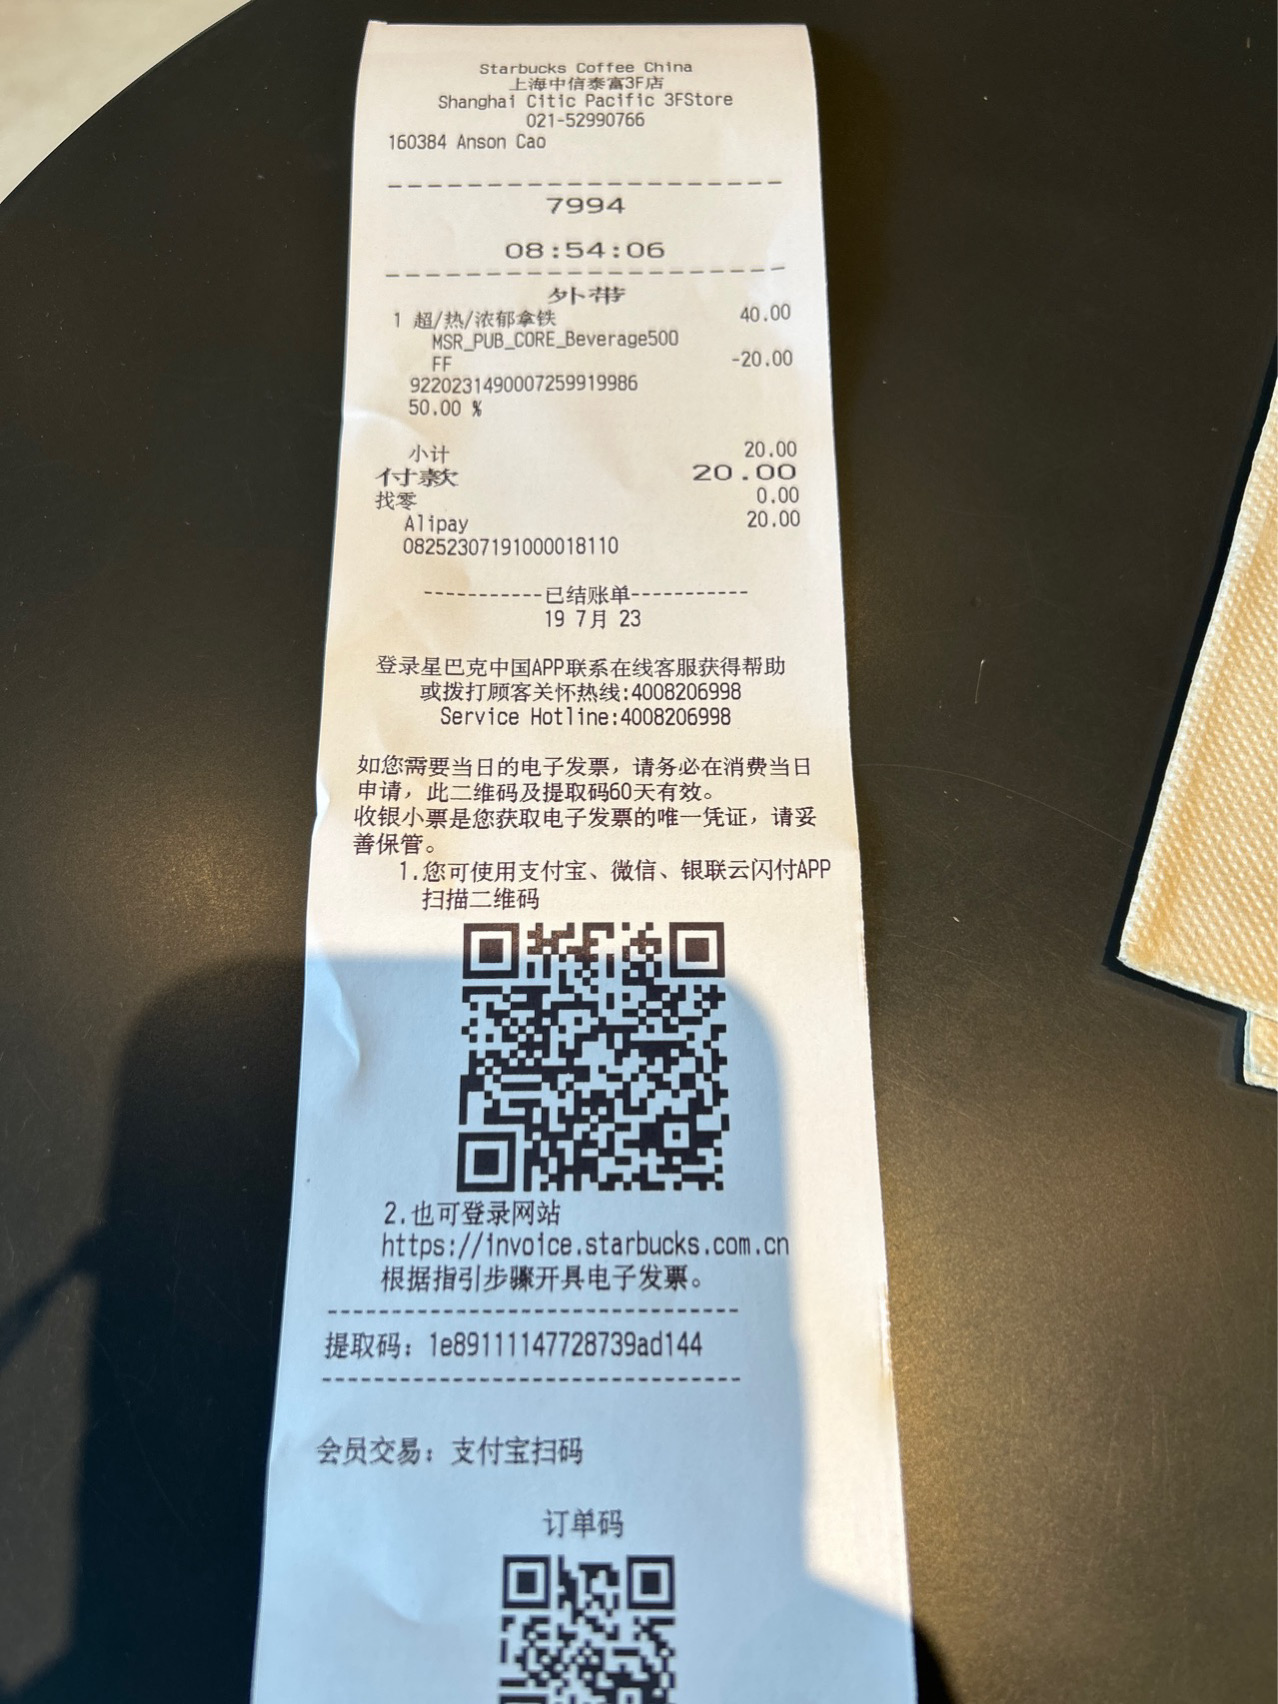 Starbucks Coffee China
上海中信泰富3F店
Shanghai Citic Pacific 3FStore
021-52990766
160384 Anson Cao
7994
08:54:06
外带
1 超/热/浓郁拿铁 40.00
MSR_PUB_CORE_Beverage500
FF -20.00
9220231490007259919986
50.00 %
小计 20.00
付款 20.00
找零 0.00
Alipay 20.00
08252307191000018110
-----------已结账单-----------
19 7月 23
登录星巴克中国APP联系在线客服获得帮助
或拨打顾客关怀热线:4008206998
Service Hotline:4008206998
如您需要当日的电子发票，请务必在消费当日
申请，此二维码及提取码60天有效。
收银小票是您获取电子发票的唯一凭证，请妥
善保管。
1.您可使用支付宝、微信、银联云闪付APP
扫描二维码
2.也可登录网站
https://invoice.starbucks.com.cn
根据指引步骤开具电子发票。
提取码：1e89111147728739ad144
会员交易：支付宝扫码
订单码